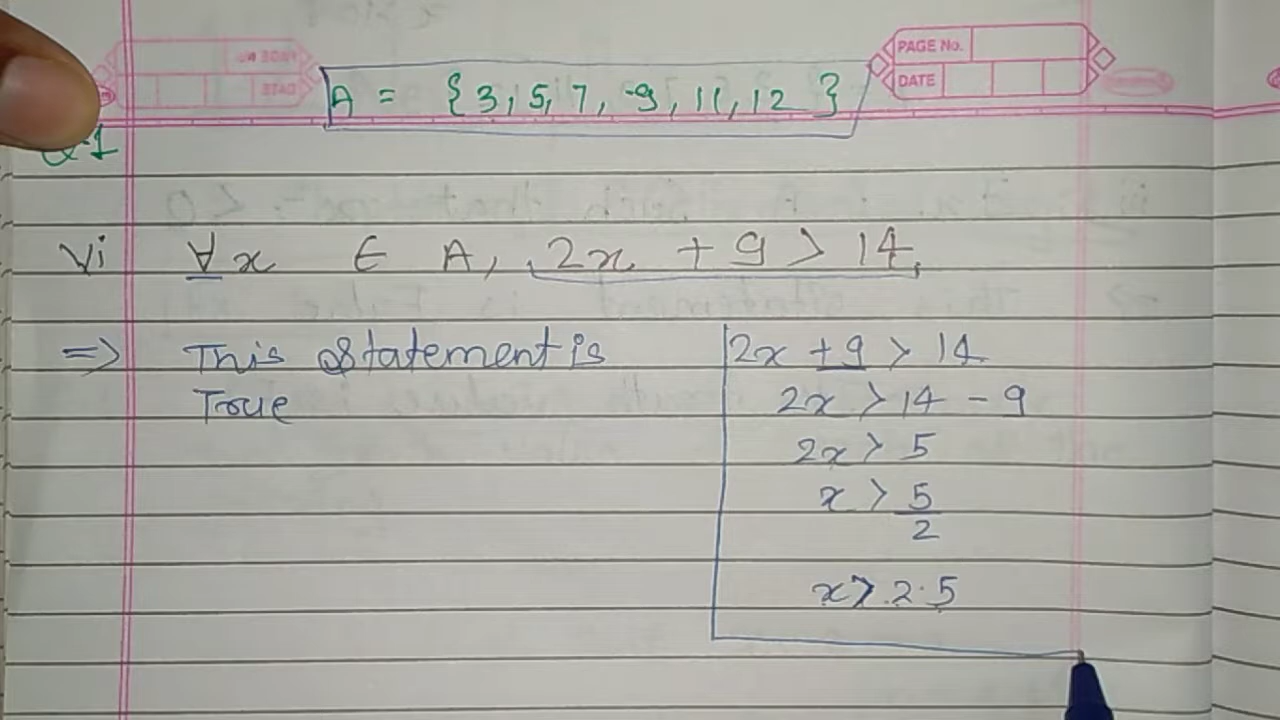 PAGE No.
DATE
A = {3, 5, 7, -9, 11, 12}
Q.1
vi ∀x ∈ A, 2x + 9 > 14,
=> This Statement is
True
2x + 9 > 14
2x > 14 - 9
2x > 5
x > 5/2
x > 2.5